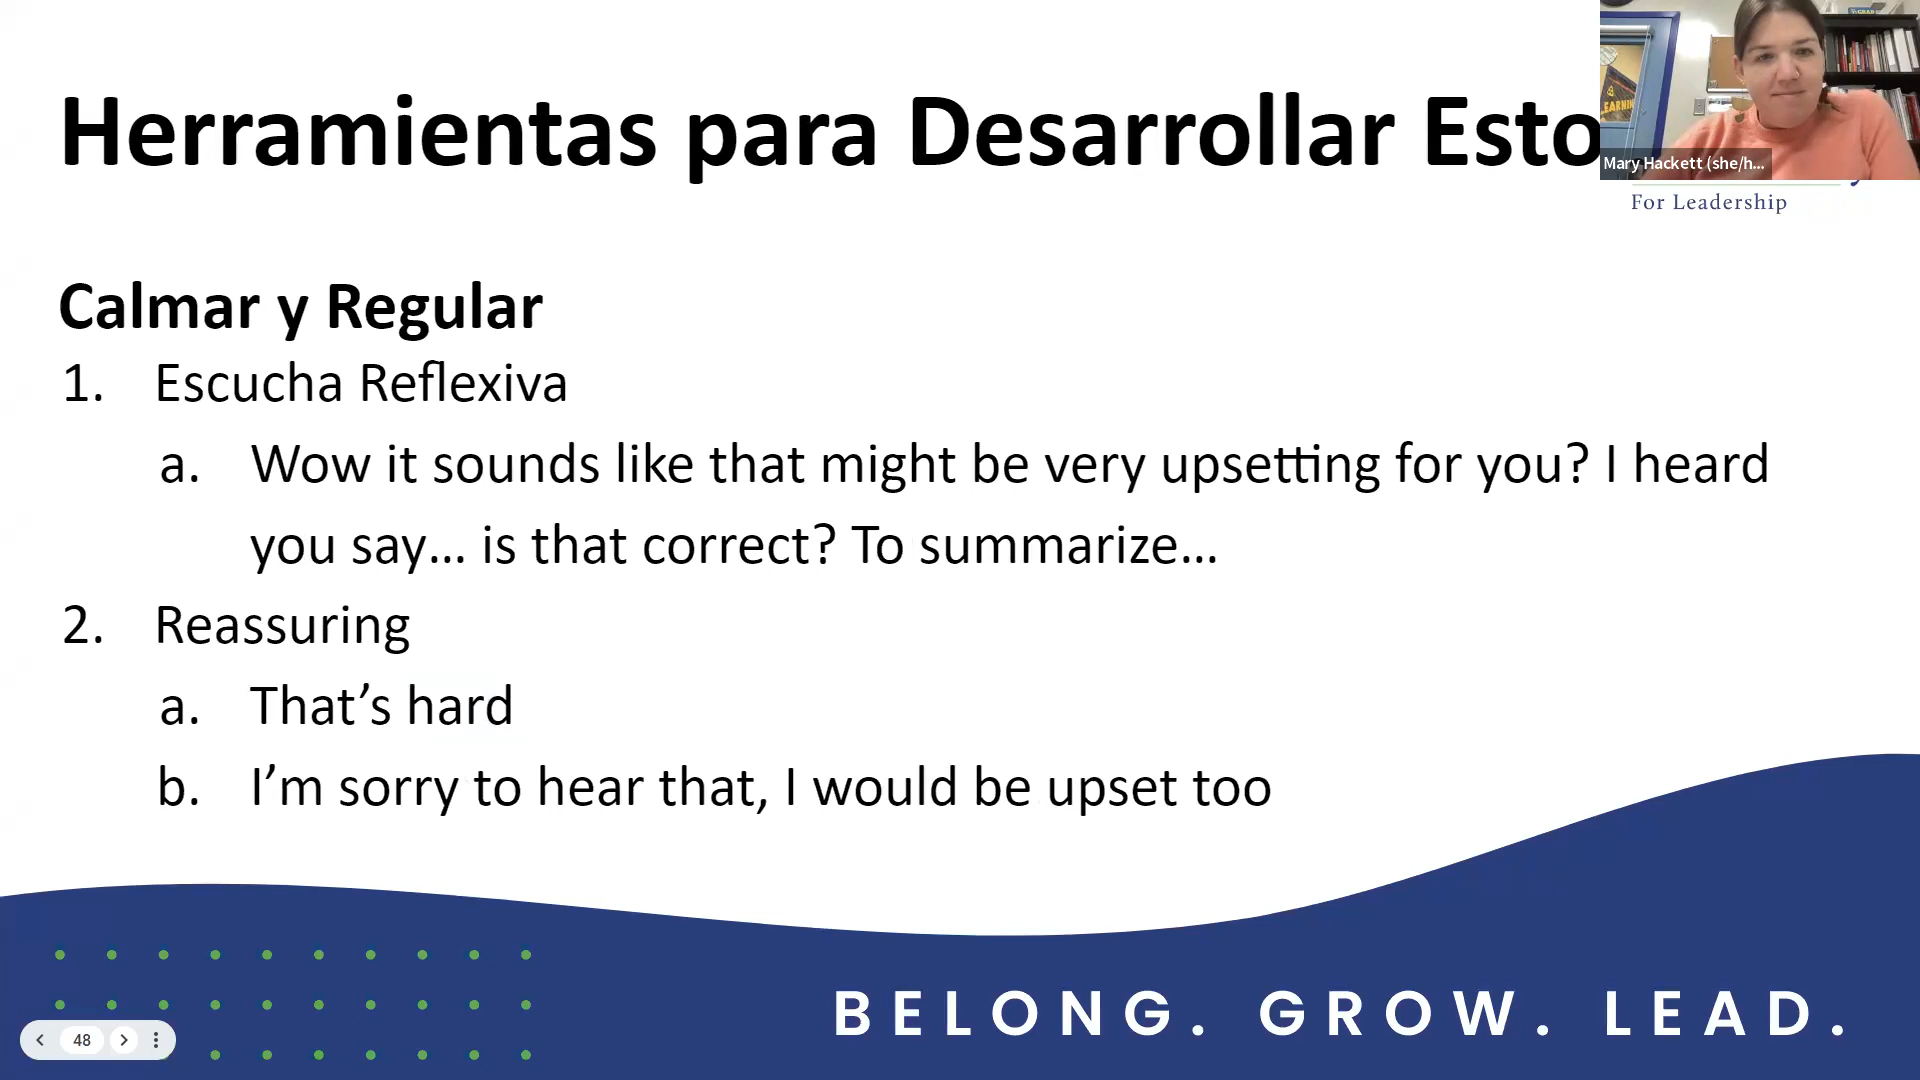 Herramientas para Desarrollar Esto
Mary Hackett (she/h...
For Leadership
Calmar y Regular
1. Escucha Reflexiva
a. Wow it sounds like that might be very upsetting for you? I heard
you say... is that correct? To summarize...
2. Reassuring
a. That’s hard
b. I’m sorry to hear that, I would be upset too
BELONG. GROW. LEAD.
48